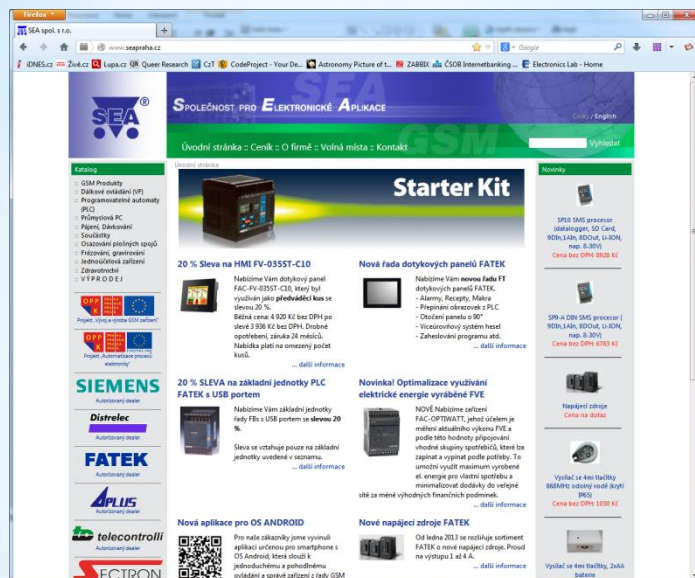 Firefox
SEA spol. s r.o.
www.seapraha.cz
Google
iDNES.cz Živě.cz Lupa.cz Queer Research CzT CodeProject - Your De... Astronomy Picture of t... ZABBIX ČSOB Internetbanking ... Electronics Lab - Home
SEA ®
SPOLEČNOST PRO ELEKTRONICKÉ APLIKACE
Česky / English
GSM
Úvodní stránka :: Ceník :: O firmě :: Volná místa :: Kontakt
Vyhledat
Katalog
:: GSM Produkty
:: Dálkové ovládání (VF)
:: Programovatelné automaty
(PLC)
:: Průmyslová PC
:: Pájení, Dávkování
:: Součástky
:: Osazování plošných spojů
:: Frézování, gravírování
:: Jednoúčelová zařízení
:: Zdravotnictví
:: V Ý P R O D E J
Projekt „Vývoj a výroba GSM zařízení“
Projekt „Automatizace procesů
elektroniky“
SIEMENS
Autorizovaný dealer
Distrelec
Autorizovaný dealer
FATEK
Autorizovaný dealer
APLUS
Autorizovaný dealer
telecontrolli
Autorizovaný dealer
SECTRON
Úvodní stránka
Starter Kit
20 % Sleva na HMI FV-035ST-C10
Nabízíme Vám dotykový panel
FAC-FV-035ST-C10, který byl
využíván jako předváděcí kus se
slevou 20 %.
Běžná cena: 4 920 Kč bez DPH po
slevě 3 936 Kč bez DPH. Drobné
opotřebení, záruka 24 měsíců.
Nabídka platí na omezený počet
kusů.
... další informace
Nová řada dotykových panelů FATEK
Nabízíme Vám novou řadu FT
dotykových panelů FATEK.
- Alarmy, Recepty, Makra
- Přepínání obrazovek z PLC
- Otočení panelu o 90°
- Víceúrovňový systém hesel
- Zaheslování programu atd.
... další informace
20 % SLEVA na základní jednotky PLC
FATEK s USB portem
Nabízíme Vám základní jednotky
řady FBs s USB portem se slevou 20
%.
Sleva se vztahuje pouze na základní
jednotky uvedené v seznamu.
... další informace
Novinka! Optimalizace využívání
elektrické energie vyráběné FVE
NOVÉ Nabízíme zařízení
FAC-OPTIWATT, jehož účelem je
měření aktuálního výkonu FVE a
podle této hodnoty připojování
vhodné skupiny spotřebičů, které lze
zapínat a vypínat podle potřeby. To
umožní využít maximum vyrobené
el. energie pro vlastní spotřebu a
minimalizovat dodávky do veřejné
sítě za méně výhodných finančních podmínek.
... další informace
Nová aplikace pro OS ANDROID
Pro naše zákazníky jsme vyvinuli
aplikaci určenou pro smartphone s
OS Android, která slouží k
jednoduchému a pohodlnému
ovládání a správě zařízení z řady GSM
Nové napájecí zdroje FATEK
Od ledna 2013 se rozšiřuje sortiment
FATEK o nové napájecí zdroje. Proud
na výstupu 1 až 4 A.
... další informace
Novinky
SP10 SMS procesor
(datalogger, SD Card,
9DIn,1AIn, 8DOut, Li-ION,
nap. 8-30V)
Cena bez DPH: 8928 Kč
SP9-A DIN SMS procesor (
9DIn,1AIn, 8DOut, Li-ION,
nap. 8-30V)
Cena bez DPH: 6783 Kč
Napájecí zdroje
Cena na dotaz
Vysílač se 4mi tlačítky
868MHz odolný vodě (krytí
IP65)
Cena bez DPH: 1030 Kč
Vysílač se 4mi tlačítky, 2xAA
baterie